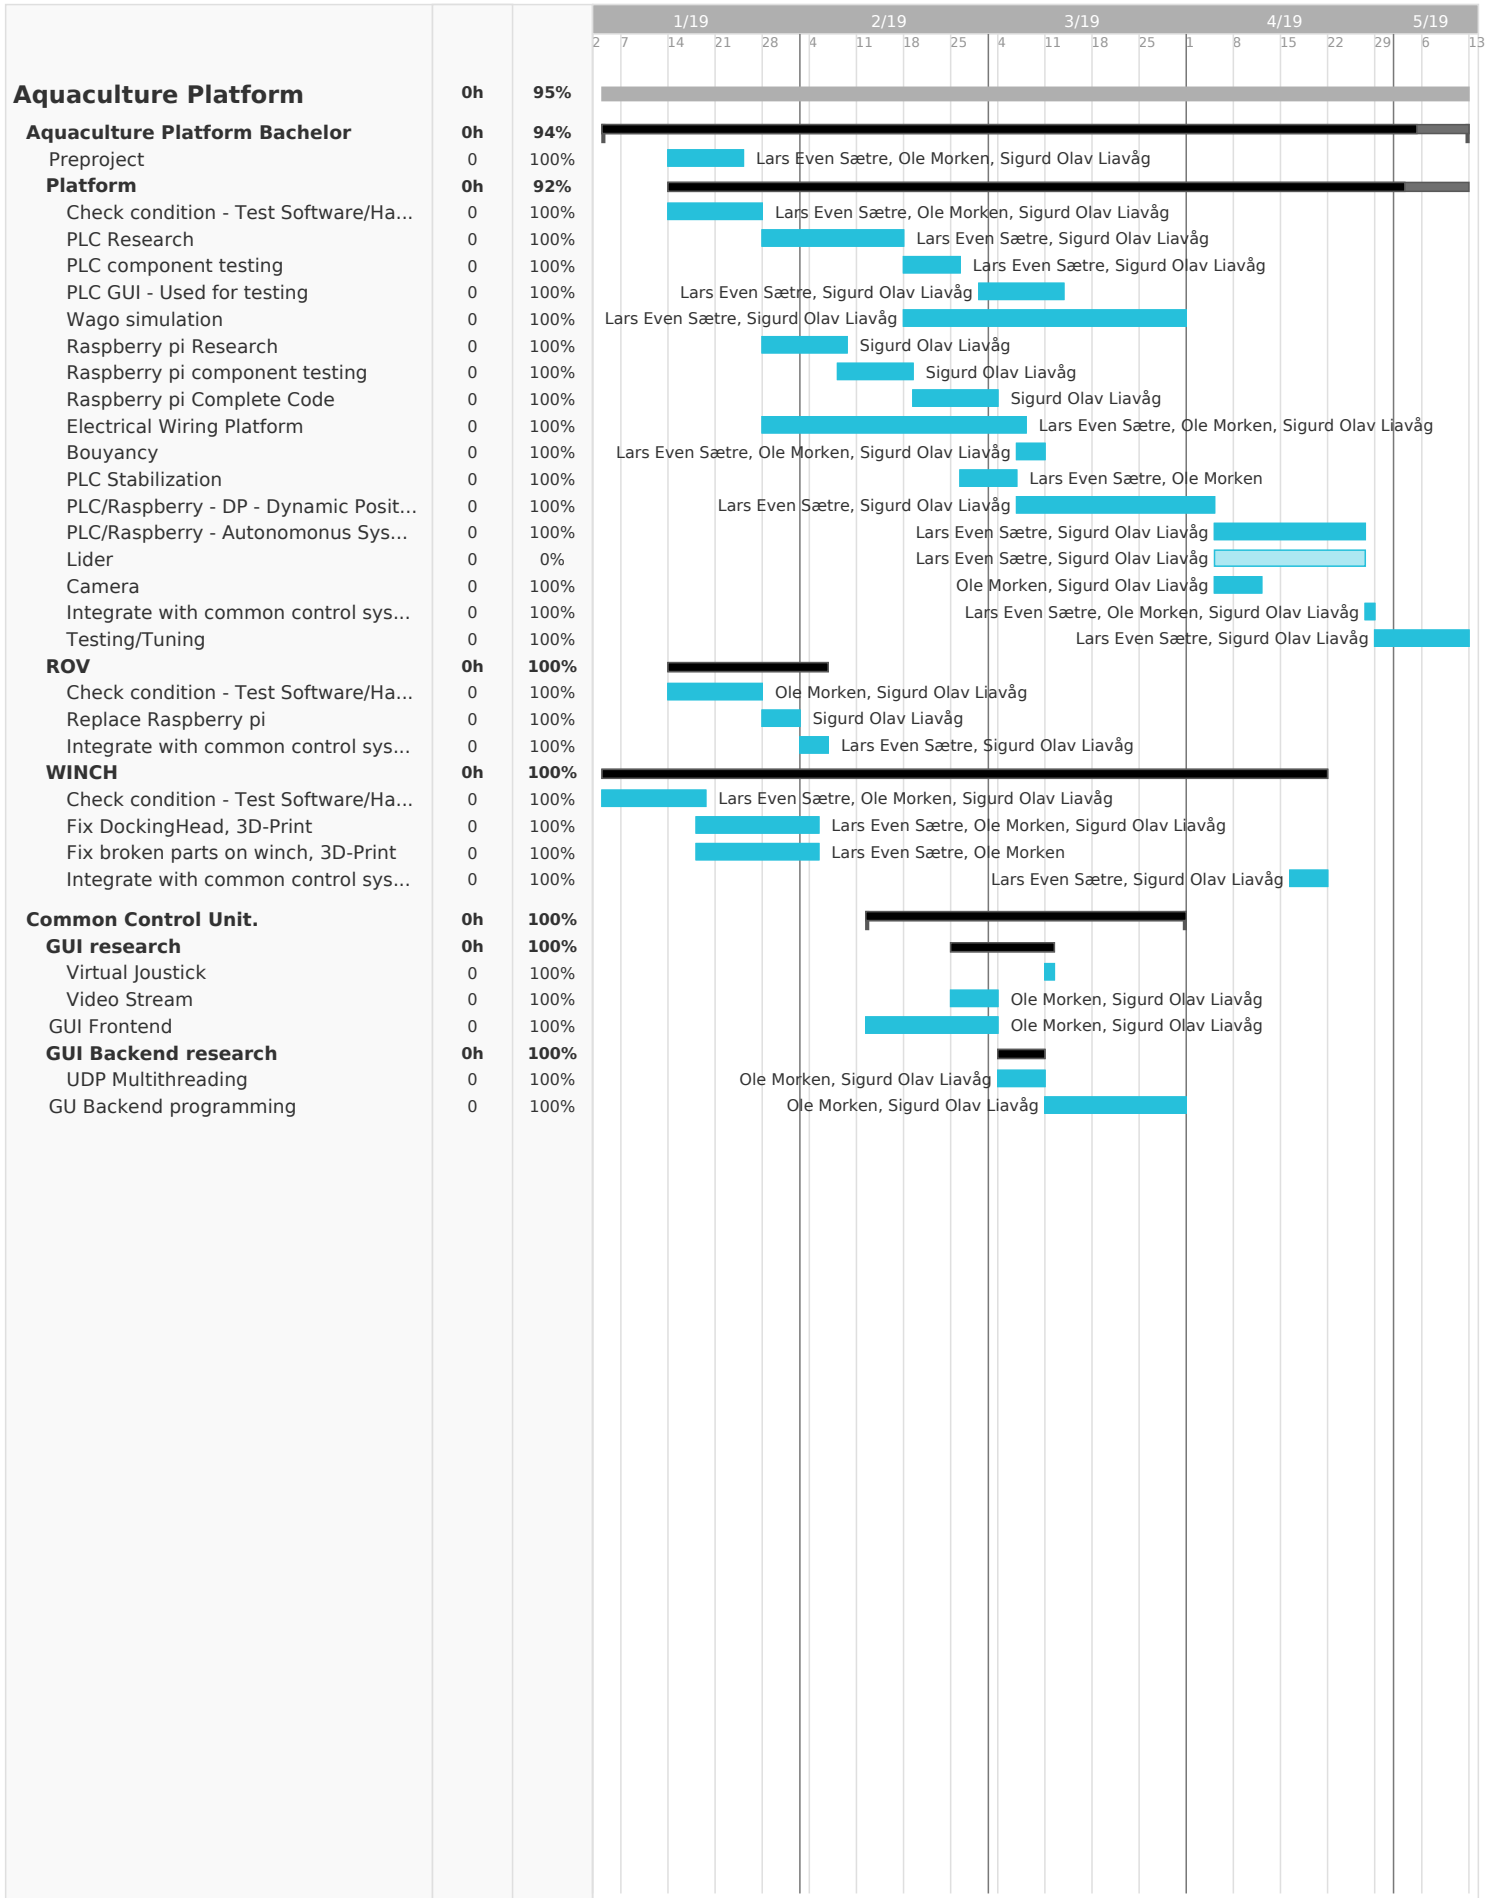 1/19 2/19 3/19 4/19 5/19
2 7 14 21 28 4 11 18 25 4 11 18 25 1 8 15 22 29 6 13
Aquaculture Platform 0h 95%
Aquaculture Platform Bachelor 0h 94%
Preproject 0 100% Lars Even Sætre, Ole Morken, Sigurd Olav Liavåg
Platform 0h 92%
Check condition - Test Software/Ha... 0 100% Lars Even Sætre, Ole Morken, Sigurd Olav Liavåg
PLC Research 0 100% Lars Even Sætre, Sigurd Olav Liavåg
PLC component testing 0 100% Lars Even Sætre, Sigurd Olav Liavåg
PLC GUI - Used for testing 0 100% Lars Even Sætre, Sigurd Olav Liavåg
Wago simulation 0 100% Lars Even Sætre, Sigurd Olav Liavåg
Raspberry pi Research 0 100% Sigurd Olav Liavåg
Raspberry pi component testing 0 100% Sigurd Olav Liavåg
Raspberry pi Complete Code 0 100% Sigurd Olav Liavåg
Electrical Wiring Platform 0 100% Lars Even Sætre, Ole Morken, Sigurd Olav Liavåg
Bouyancy 0 100% Lars Even Sætre, Ole Morken, Sigurd Olav Liavåg
PLC Stabilization 0 100% Lars Even Sætre, Ole Morken
PLC/Raspberry - DP - Dynamic Posit... 0 100% Lars Even Sætre, Sigurd Olav Liavåg
PLC/Raspberry - Autonomonus Sys... 0 100% Lars Even Sætre, Sigurd Olav Liavåg
Lider 0 0% Lars Even Sætre, Sigurd Olav Liavåg
Camera 0 100% Ole Morken, Sigurd Olav Liavåg
Integrate with common control sys... 0 100% Lars Even Sætre, Ole Morken, Sigurd Olav Liavåg
Testing/Tuning 0 100% Lars Even Sætre, Sigurd Olav Liavåg
ROV 0h 100%
Check condition - Test Software/Ha... 0 100% Ole Morken, Sigurd Olav Liavåg
Replace Raspberry pi 0 100% Sigurd Olav Liavåg
Integrate with common control sys... 0 100% Lars Even Sætre, Sigurd Olav Liavåg
WINCH 0h 100%
Check condition - Test Software/Ha... 0 100% Lars Even Sætre, Ole Morken, Sigurd Olav Liavåg
Fix DockingHead, 3D-Print 0 100% Lars Even Sætre, Ole Morken, Sigurd Olav Liavåg
Fix broken parts on winch, 3D-Print 0 100% Lars Even Sætre, Ole Morken
Integrate with common control sys... 0 100% Lars Even Sætre, Sigurd Olav Liavåg
Common Control Unit. 0h 100%
GUI research 0h 100%
Virtual Joustick 0 100%
Video Stream 0 100% Ole Morken, Sigurd Olav Liavåg
GUI Frontend 0 100% Ole Morken, Sigurd Olav Liavåg
GUI Backend research 0h 100%
UDP Multithreading 0 100% Ole Morken, Sigurd Olav Liavåg
GU Backend programming 0 100% Ole Morken, Sigurd Olav Liavåg